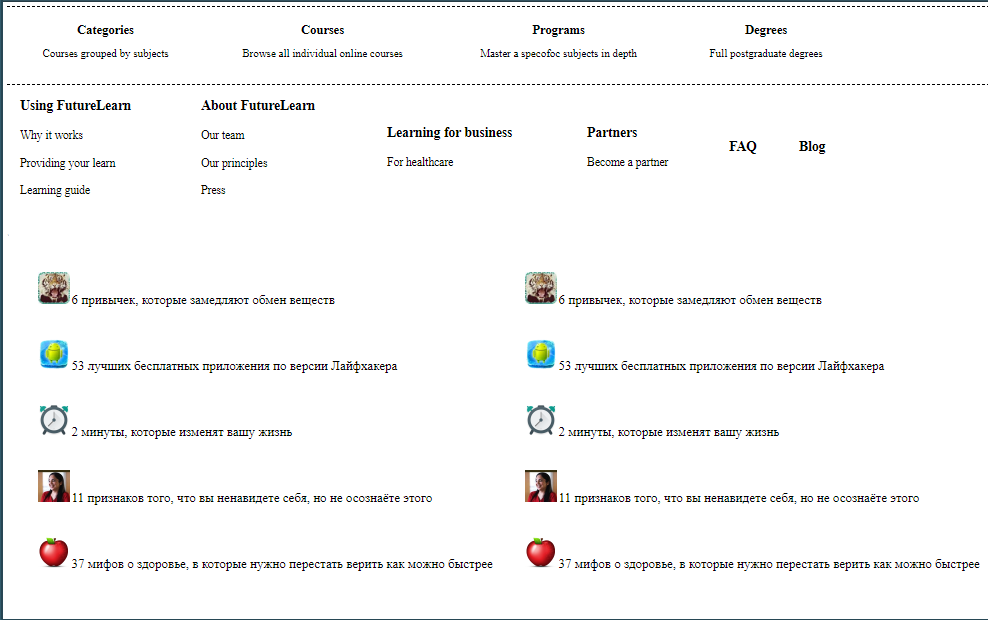 Categories Courses Programs Degrees
Courses grouped by subjects Browse all individual online courses Master a specofoc subjects in depth Full postgraduate degrees
Using FutureLearn
Why it works
Providing your learn
Learning guide
About FutureLearn
Our team
Our principles
Press
Learning for business
For healthcare
Partners
Become a partner
FAQ
Blog
6 привычек, которые замедляют обмен веществ
53 лучших бесплатных приложения по версии Лайфхакера
2 минуты, которые изменят вашу жизнь
11 признаков того, что вы ненавидете себя, но не осознаёте этого
37 мифов о здоровье, в которые нужно перестать верить как можно быстрее
6 привычек, которые замедляют обмен веществ
53 лучших бесплатных приложения по версии Лайфхакера
2 минуты, которые изменят вашу жизнь
11 признаков того, что вы ненавидете себя, но не осознаёте этого
37 мифов о здоровье, в которые нужно перестать верить как можно быстрее